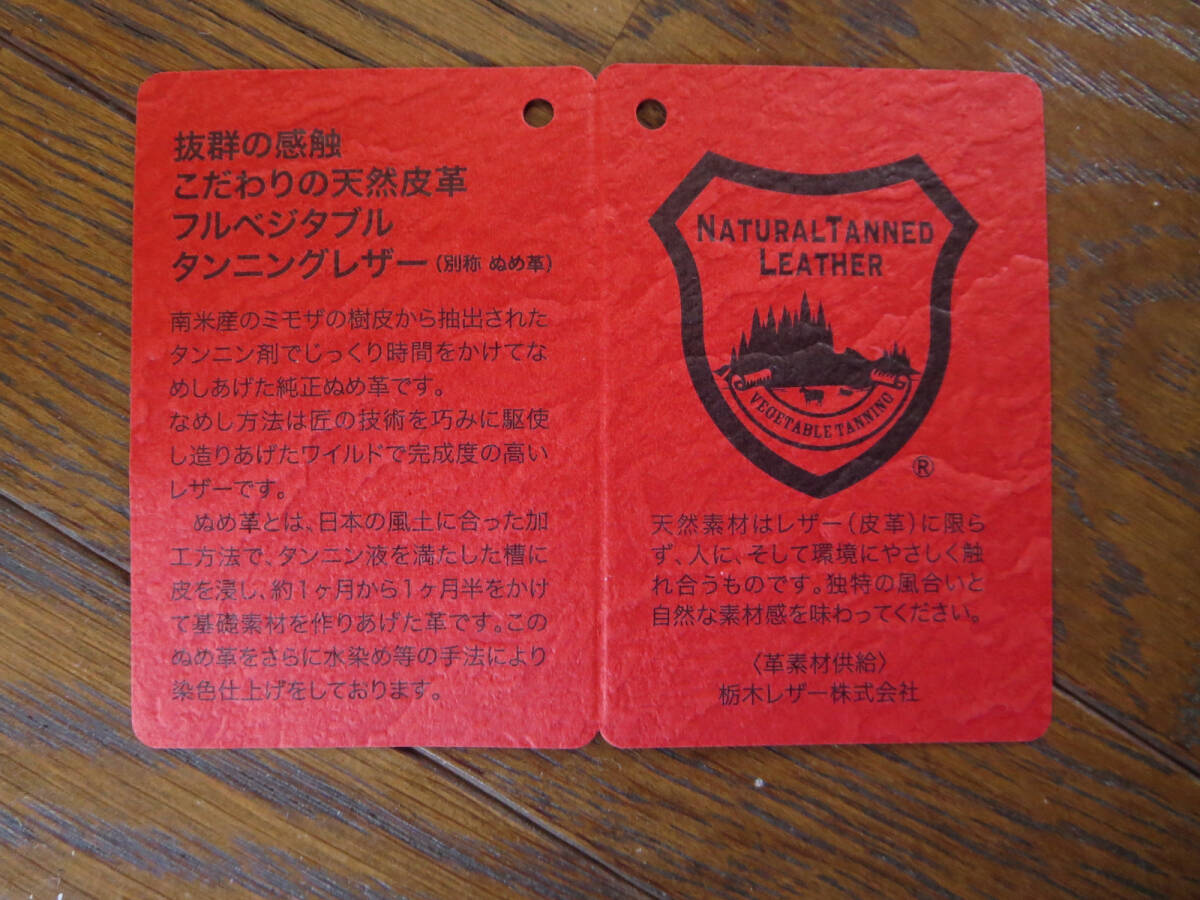 抜群の感触
こだわりの天然皮革
フルベジタブル
タンニングレザー（別称 ぬめ革）
南米産のミモザの樹皮から抽出された
タンニン剤でじっくり時間をかけてな
めしあげた純正ぬめ革です。
なめし方法は匠の技術を巧みに駆使
し造りあげたワイルドで完成度の高い
レザーです。
　ぬめ革とは、日本の風土に合った加
工方法で、タンニン液を満たした槽に
皮を浸し、約1ヶ月から1ヶ月半をかけ
て基礎素材を作りあげた革です。この
ぬめ革をさらに水染め等の手法により
染色仕上げをしております。
NATURALTANNED
LEATHER
VEGETABLETANNING
®
天然素材はレザー（皮革）に限ら
ず、人に、そして環境にやさしく触
れ合うものです。独特の風合いと
自然な素材感を味わってください。
〈革素材供給〉
栃木レザー株式会社